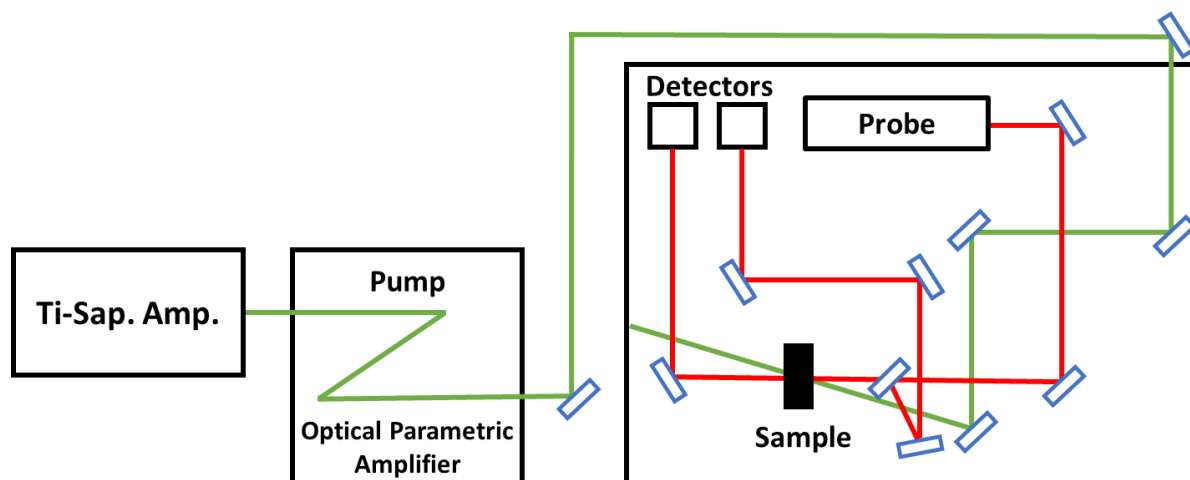 Detectors
Probe
Pump
Ti-Sap. Amp.
Optical Parametric
Amplifier
Sample